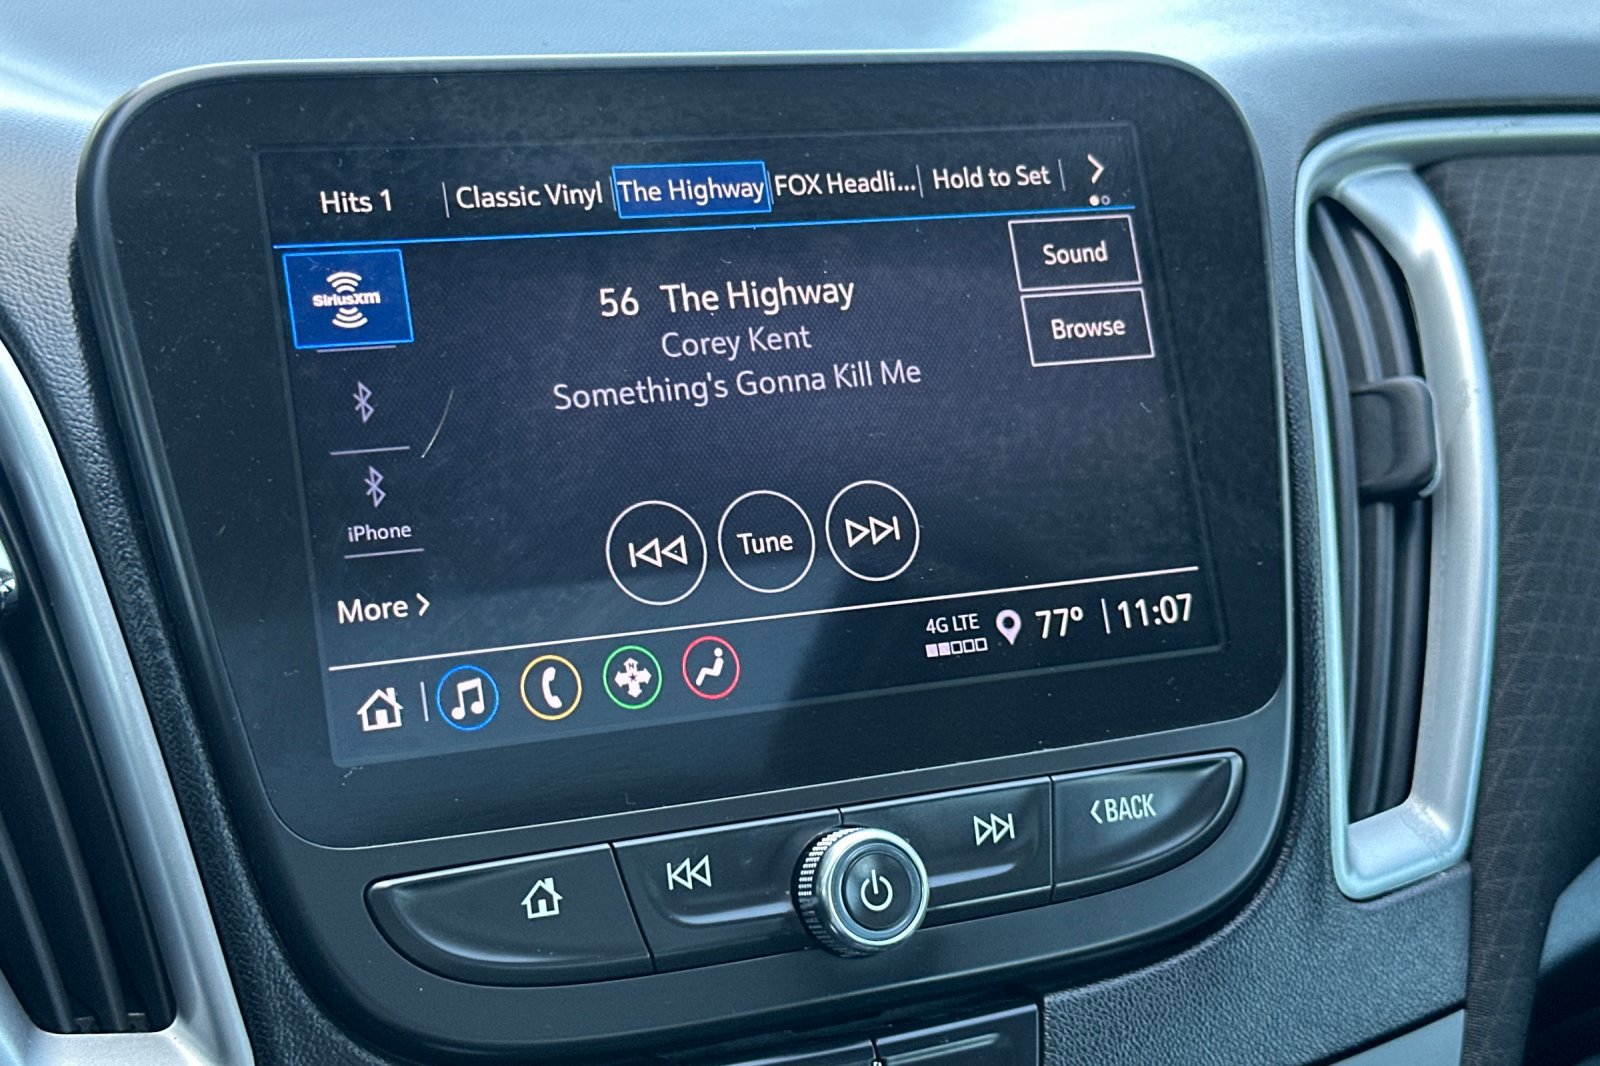 Hits 1 | Classic Vinyl | The Highway | FOX Headli... | Hold to Set |
SiriusXM
56 The Highway
Corey Kent
Something's Gonna Kill Me
Sound
Browse
iPhone
Tune
More
4G LTE
77° | 11:07
N
BACK